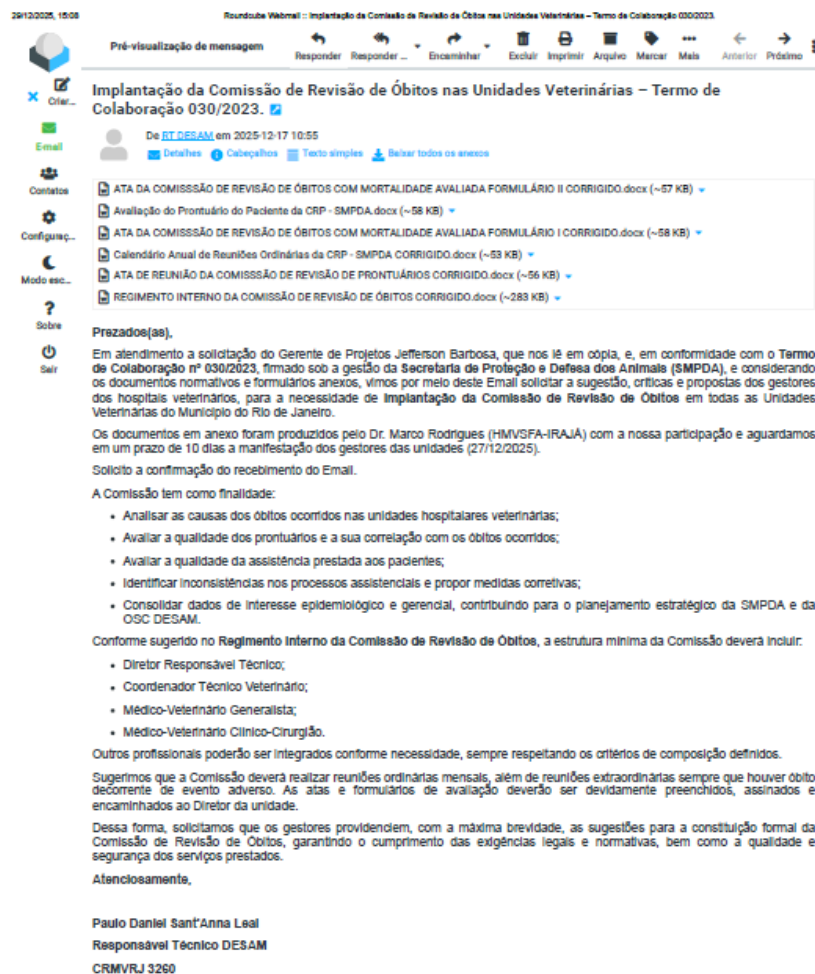 29/12/2025, 15:08
Roundcube Webmail :: Implantação da Comissão de Revisão de Óbitos nas Unidades Veterinárias – Termo de Colaboração 030/2023.
Pré-visualização de mensagem
Responder
Responder ...
Encaminhar
Excluir
Imprimir
Arquivo
Marcar
Mais
Anterior
Próximo
Criar...
E-mail
Contatos
Configuraç...
Modo esc...
Sobre
Sair
Implantação da Comissão de Revisão de Óbitos nas Unidades Veterinárias – Termo de
Colaboração 030/2023.
De RT DESAM em 2025-12-17 10:55
Detalhes Cabeçalhos Texto simples Baixar todos os anexos
ATA DA COMISSSÃO DE REVISÃO DE ÓBITOS COM MORTALIDADE AVALIADA FORMULÁRIO II CORRIGIDO.docx (~57 KB)
Avaliação do Prontuário do Paciente da CRP - SMPDA.docx (~58 KB)
ATA DA COMISSSÃO DE REVISÃO DE ÓBITOS COM MORTALIDADE AVALIADA FORMULÁRIO I CORRIGIDO.docx (~58 KB)
Calendário Anual de Reuniões Ordinárias da CRP - SMPDA CORRIGIDO.docx (~53 KB)
ATA DE REUNIÃO DA COMISSSÃO DE REVISÃO DE PRONTUÁRIOS CORRIGIDO.docx (~56 KB)
REGIMENTO INTERNO DA COMISSÃO DE REVISÃO DE ÓBITOS CORRIGIDO.docx (~283 KB)
Prezados(as),
Em atendimento a solicitação do Gerente de Projetos Jefferson Barbosa, que nos lê em cópia, e, em conformidade com o Termo
de Colaboração nº 030/2023, firmado sob a gestão da Secretaria de Proteção e Defesa dos Animais (SMPDA), e considerando
os documentos normativos e formulários anexos, vimos por meio deste Email solicitar a sugestão, críticas e propostas dos gestores
dos hospitais veterinários, para a necessidade de Implantação da Comissão de Revisão de Óbitos em todas as Unidades
Veterinárias do Município do Rio de Janeiro.
Os documentos em anexo foram produzidos pelo Dr. Marco Rodrigues (HMVSFA-IRAJÁ) com a nossa participação e aguardamos
em um prazo de 10 dias a manifestação dos gestores das unidades (27/12/2025).
Solicito a confirmação do recebimento do Email.
A Comissão tem como finalidade:
• Analisar as causas dos óbitos ocorridos nas unidades hospitalares veterinárias;
• Avaliar a qualidade dos prontuários e a sua correlação com os óbitos ocorridos;
• Avaliar a qualidade da assistência prestada aos pacientes;
• Identificar inconsistências nos processos assistenciais e propor medidas corretivas;
• Consolidar dados de interesse epidemiológico e gerencial, contribuindo para o planejamento estratégico da SMPDA e da
OSC DESAM.
Conforme sugerido no Regimento Interno da Comissão de Revisão de Óbitos, a estrutura mínima da Comissão deverá incluir:
• Diretor Responsável Técnico;
• Coordenador Técnico Veterinário;
• Médico-Veterinário Generalista;
• Médico-Veterinário Clínico-Cirurgião.
Outros profissionais poderão ser integrados conforme necessidade, sempre respeitando os critérios de composição definidos.
Sugerimos que a Comissão deverá realizar reuniões ordinárias mensais, além de reuniões extraordinárias sempre que houver óbito
decorrente de evento adverso. As atas e formulários de avaliação deverão ser devidamente preenchidos, assinados e
encaminhados ao Diretor da unidade.
Dessa forma, solicitamos que os gestores providenciem, com a máxima brevidade, as sugestões para a constituição formal da
Comissão de Revisão de Óbitos, garantindo o cumprimento das exigências legais e normativas, bem como a qualidade e
segurança dos serviços prestados.
Atenciosamente,
Paulo Daniel Sant'Anna Leal
Responsável Técnico DESAM
CRMVRJ 3260